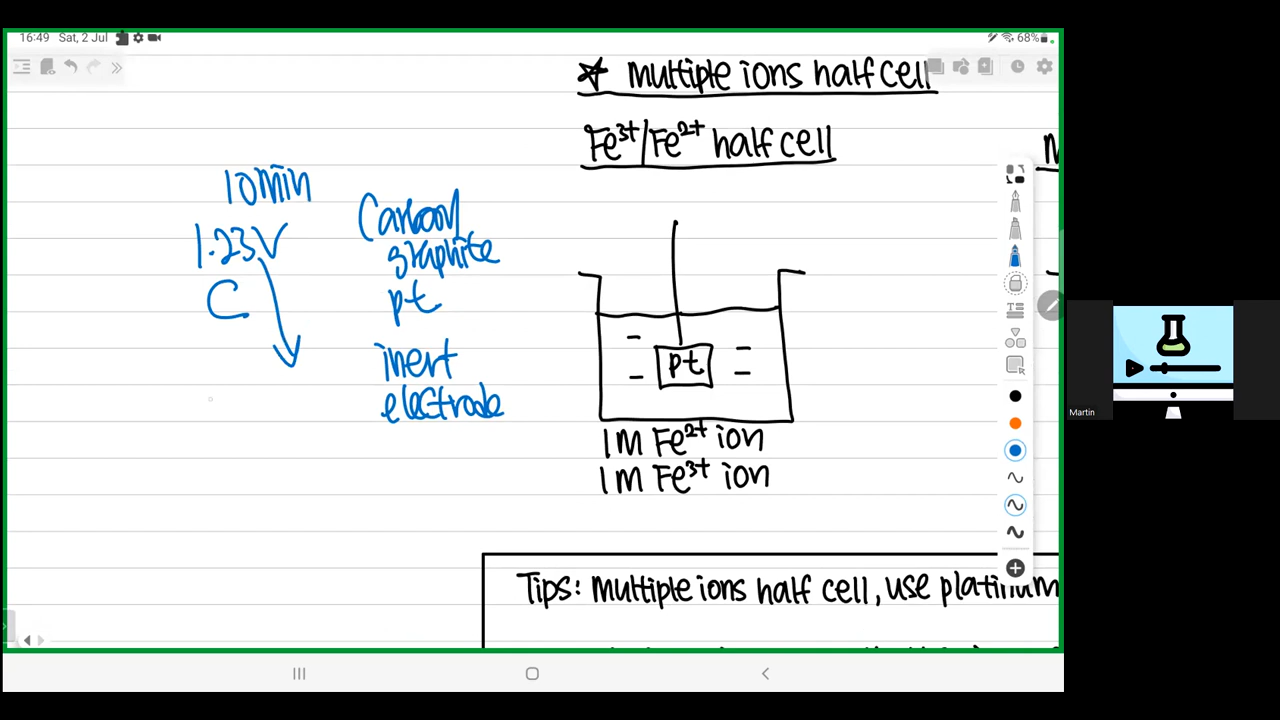 16:49 Sat, 2 Jul
68%
☆ multiple ions half cell
Fe³⁺/Fe²⁺ half cell
10min
1.23V
C
Carbon
graphite
pt
inert
electrode
pt
1M Fe²⁺ ion
1M Fe³⁺ ion
Tips: multiple ions half cell, use platinum
Martin